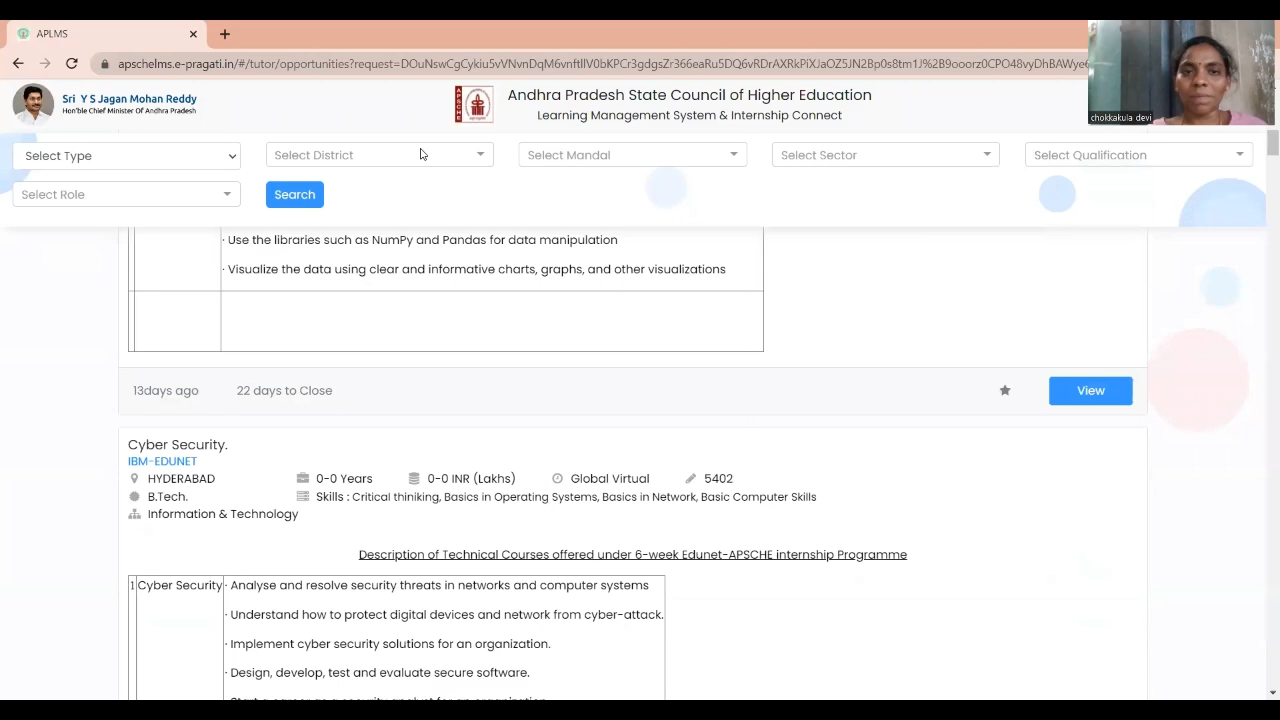 APLMS
apschelms.e-pragati.in/#/tutor/opportunities?request=
Sri Y S Jagan Mohan Reddy
Hon'ble Chief Minister Of Andhra Pradesh
APSCHE
Andhra Pradesh State Council of Higher Education
Learning Management System & Internship Connect
chokkakula devi
Select Type
Select District
Select Mandal
Select Sector
Select Qualification
Select Role
Search
· Use the libraries such as NumPy and Pandas for data manipulation
· Visualize the data using clear and informative charts, graphs, and other visualizations
13days ago
22 days to Close
View
Cyber Security.
IBM-EDUNET
HYDERABAD
0-0 Years
0-0 INR (Lakhs)
Global Virtual
5402
B.Tech.
Skills : Critical thiniking, Basics in Operating Systems, Basics in Network, Basic Computer Skills
Information & Technology
Description of Technical Courses offered under 6-week Edunet-APSCHE internship Programme
1 Cyber Security · Analyse and resolve security threats in networks and computer systems
· Understand how to protect digital devices and network from cyber-attack.
· Implement cyber security solutions for an organization.
· Design, develop, test and evaluate secure software.